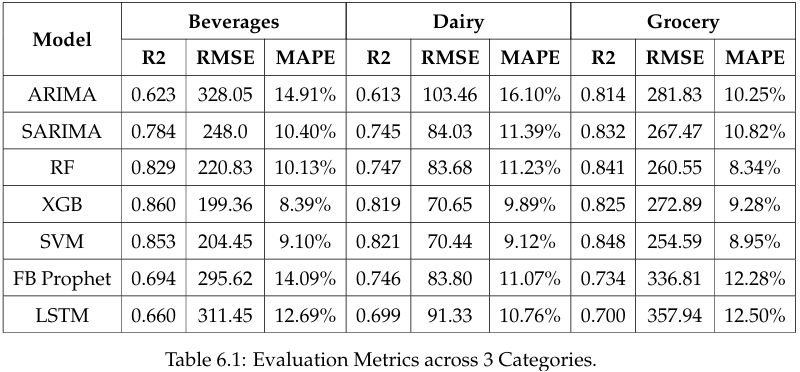 Model Beverages Dairy Grocery
R2 RMSE MAPE R2 RMSE MAPE R2 RMSE MAPE
ARIMA 0.623 328.05 14.91% 0.613 103.46 16.10% 0.814 281.83 10.25%
SARIMA 0.784 248.0 10.40% 0.745 84.03 11.39% 0.832 267.47 10.82%
RF 0.829 220.83 10.13% 0.747 83.68 11.23% 0.841 260.55 8.34%
XGB 0.860 199.36 8.39% 0.819 70.65 9.89% 0.825 272.89 9.28%
SVM 0.853 204.45 9.10% 0.821 70.44 9.12% 0.848 254.59 8.95%
FB Prophet 0.694 295.62 14.09% 0.746 83.80 11.07% 0.734 336.81 12.28%
LSTM 0.660 311.45 12.69% 0.699 91.33 10.76% 0.700 357.94 12.50%
Table 6.1: Evaluation Metrics across 3 Categories.